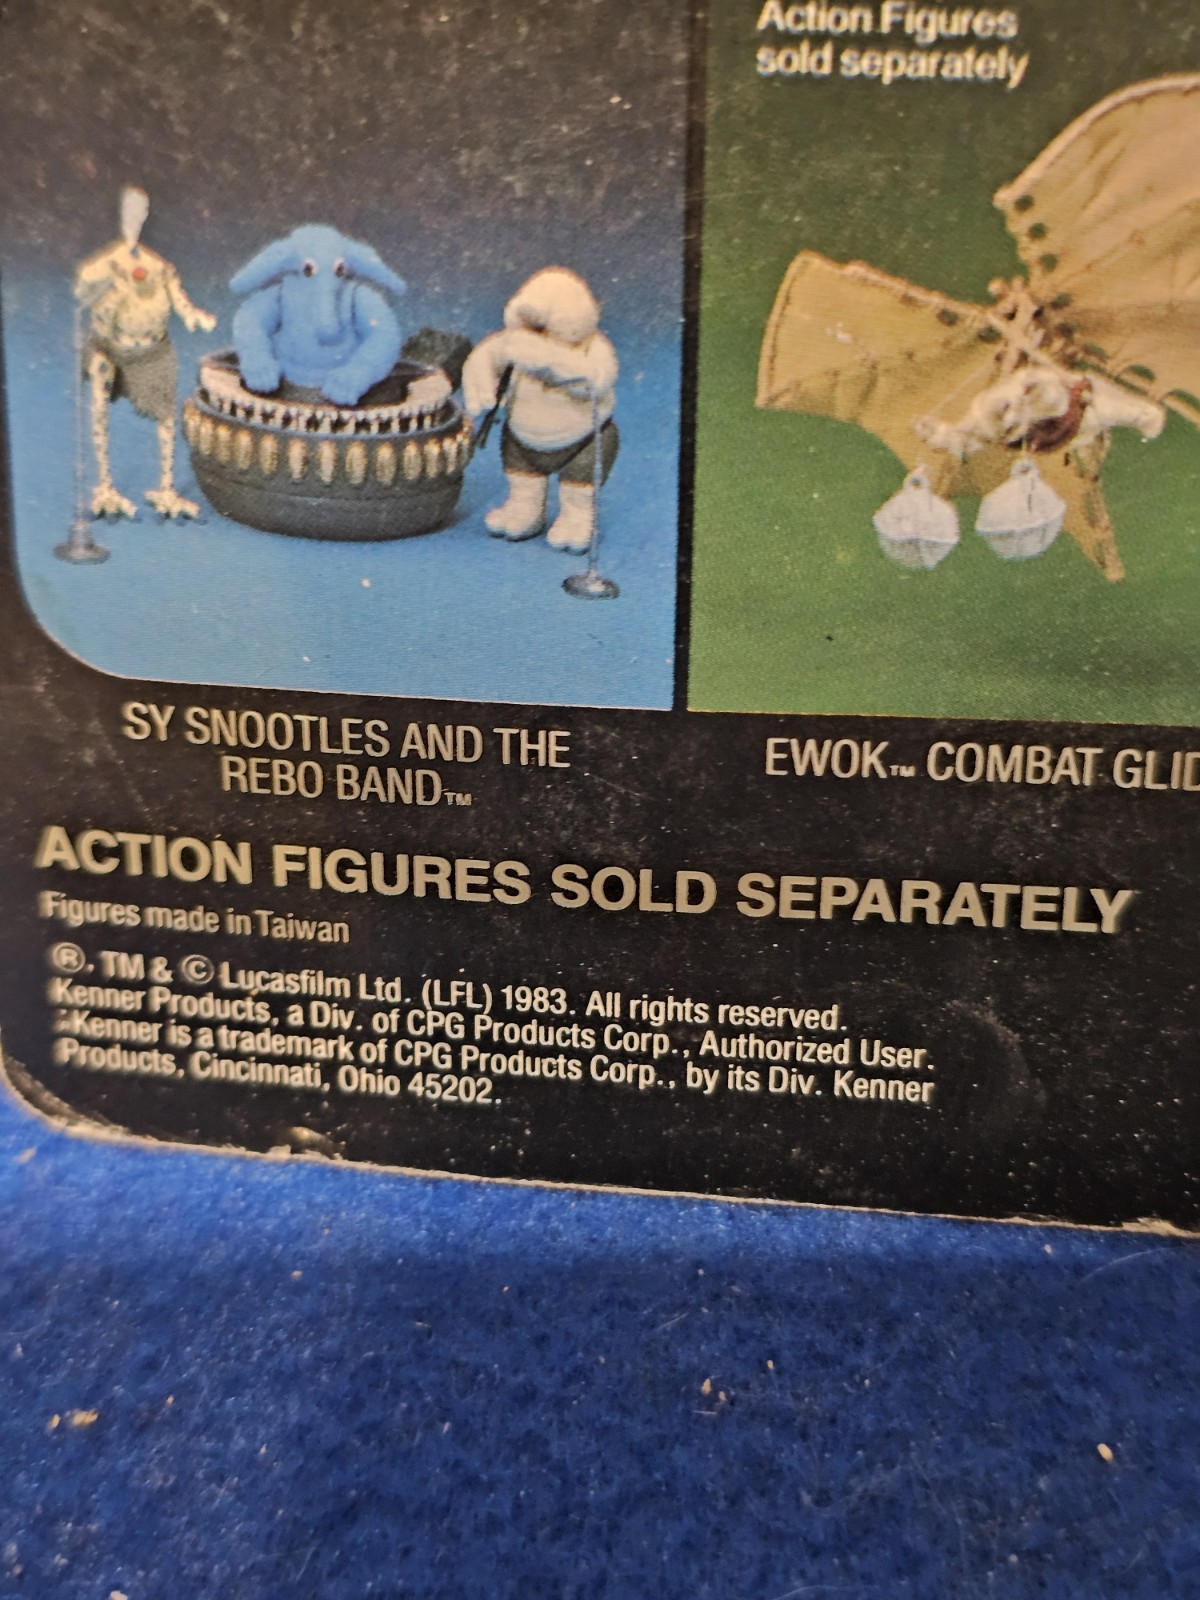 Action Figures
sold separately
SY SNOOTLES AND THE
REBO BAND™
EWOK™ COMBAT GLID
ACTION FIGURES SOLD SEPARATELY
Figures made in Taiwan
®, TM & © Lucasfilm Ltd. (LFL) 1983. All rights reserved.
Kenner Products, a Div. of CPG Products Corp., Authorized User.
Kenner is a trademark of CPG Products Corp., by its Div. Kenner
Products, Cincinnati, Ohio 45202.